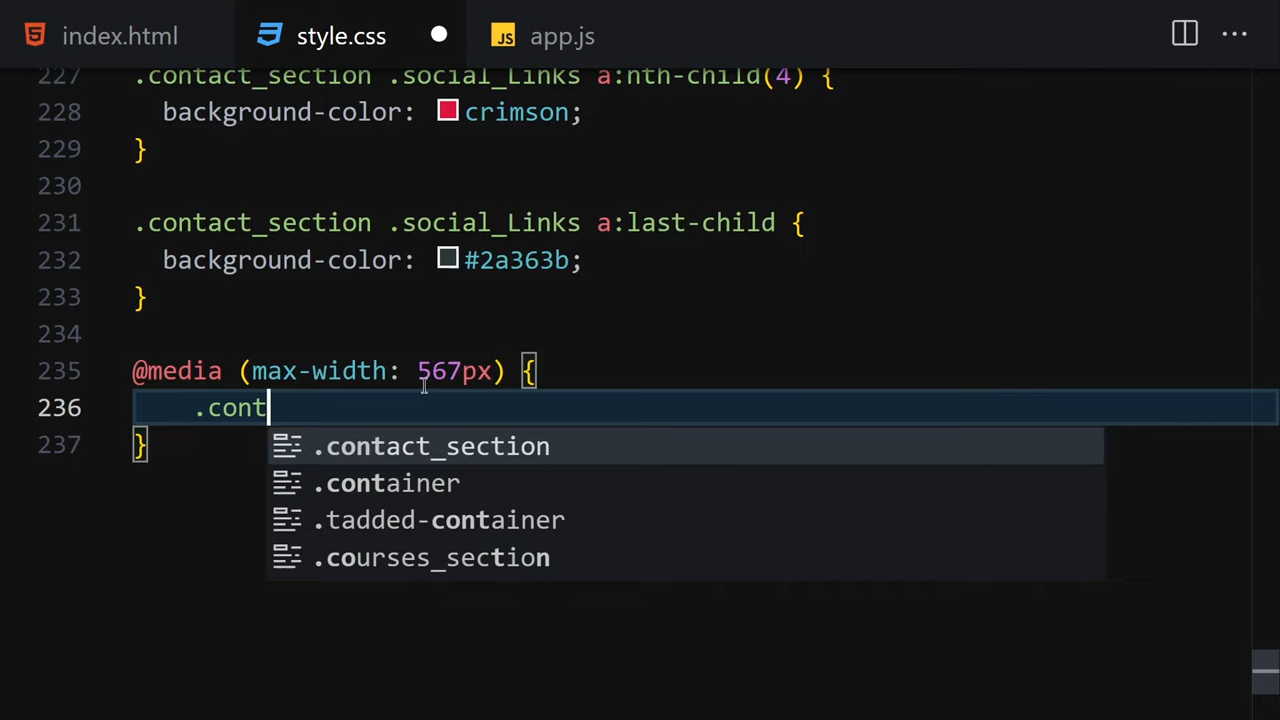 index.html style.css JS app.js
227 .contact_section .social_Links a:nth-child(4) {
228 background-color: crimson;
229 }
230
231 .contact_section .social_Links a:last-child {
232 background-color: #2a363b;
233 }
234
235 @media (max-width: 567px) {
236 .cont
237 }
.contact_section
.container
.tadded-container
.courses_section